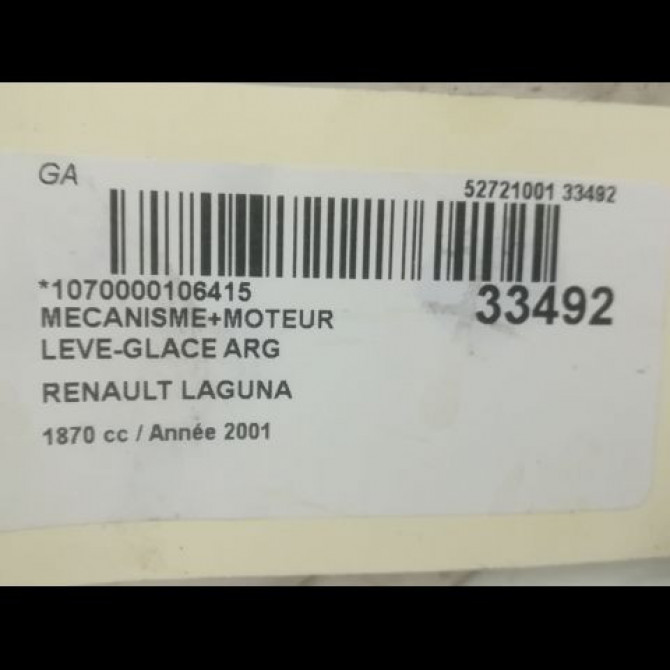 GA
52721001 33492
*1070000106415
33492
MECANISME+MOTEUR
LEVE-GLACE ARG
RENAULT LAGUNA
1870 cc / Année 2001